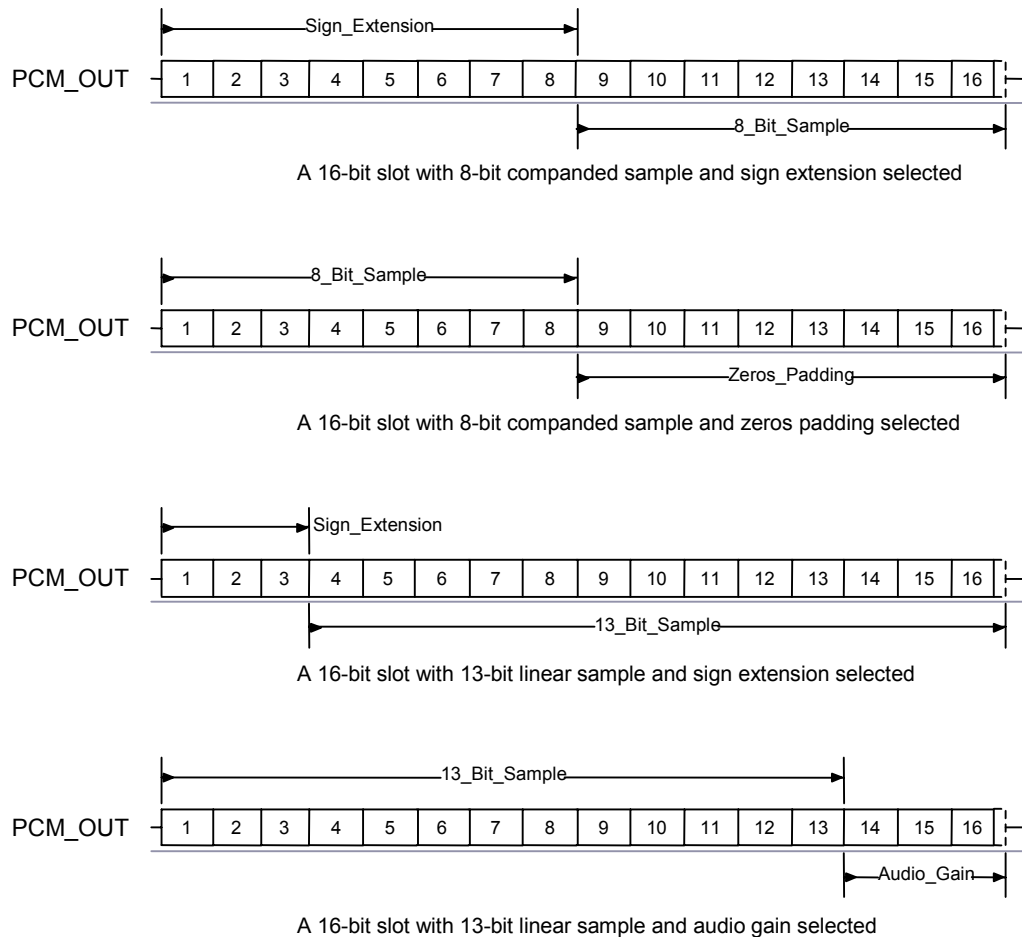 Sign_Extension
PCM_OUT 1 2 3 4 5 6 7 8 9 10 11 12 13 14 15 16
8_Bit_Sample
A 16-bit slot with 8-bit companded sample and sign extension selected
8_Bit_Sample
PCM_OUT 1 2 3 4 5 6 7 8 9 10 11 12 13 14 15 16
Zeros_Padding
A 16-bit slot with 8-bit companded sample and zeros padding selected
Sign_Extension
PCM_OUT 1 2 3 4 5 6 7 8 9 10 11 12 13 14 15 16
13_Bit_Sample
A 16-bit slot with 13-bit linear sample and sign extension selected
13_Bit_Sample
PCM_OUT 1 2 3 4 5 6 7 8 9 10 11 12 13 14 15 16
Audio_Gain
A 16-bit slot with 13-bit linear sample and audio gain selected